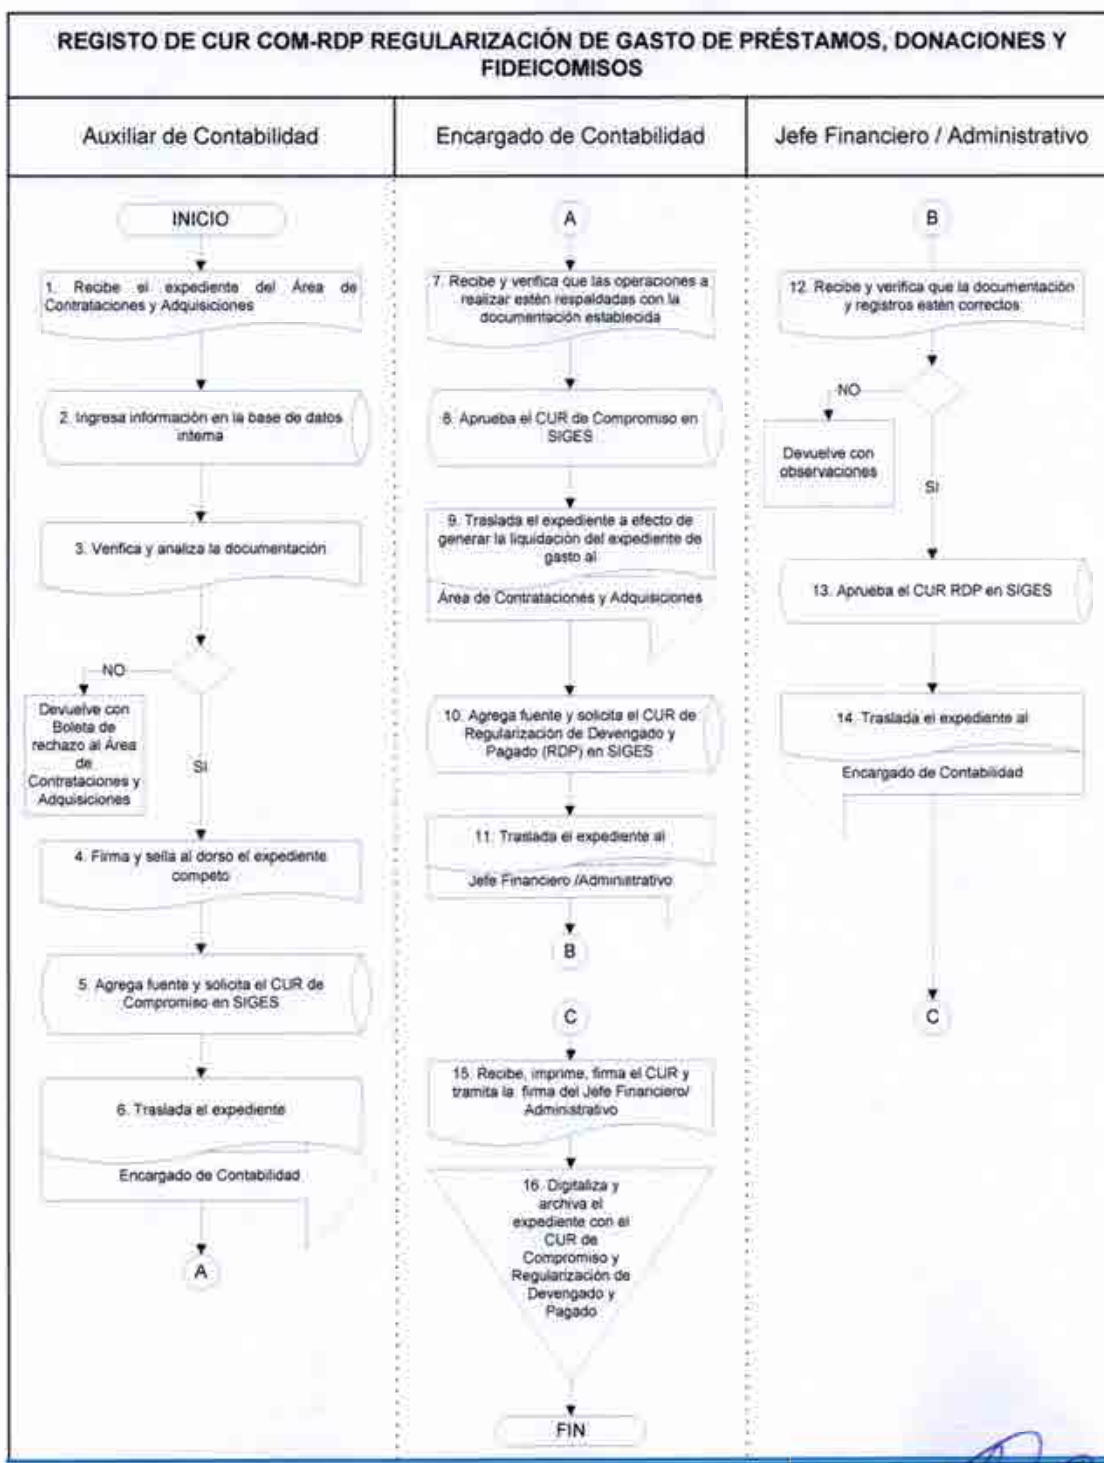 REGISTO DE CUR COM-RDP REGULARIZACIÓN DE GASTO DE PRÉSTAMOS, DONACIONES Y
FIDEICOMISOS
Auxiliar de Contabilidad
INICIO
1. Recibe el expediente del Área de
Contrataciones y Adquisiciones
2. Ingresa información en la base de datos
interna
3. Verifica y analiza la documentación
NO
Devuelve con
Boleta de
rechazo al Área
de
Contrataciones y
Adquisiciones
SI
4. Firma y sella al dorso el expediente
competo
5. Agrega fuente y solicita el CUR de
Compromiso en SIGES
6. Traslada el expediente
Encargado de Contabilidad
A
Encargado de Contabilidad
A
7. Recibe y verifica que las operaciones a
realizar estén respaldadas con la
documentación establecida
8. Aprueba el CUR de Compromiso en
SIGES
9. Traslada el expediente a efecto de
generar la liquidación del expediente de
gasto al
Área de Contrataciones y Adquisiciones
10. Agrega fuente y solicita el CUR de
Regularización de Devengado y
Pagado (RDP) en SIGES
11. Traslada el expediente al
Jefe Financiero /Administrativo
B
C
15. Recibe, imprime, firma el CUR y
tramita la firma del Jefe Financiero/
Administrativo
16. Digitaliza y
archiva el
expediente con el
CUR de
Compromiso y
Regularización de
Devengado y
Pagado
FIN
Jefe Financiero / Administrativo
B
12. Recibe y verifica que la documentación
y registros estén correctos
NO
Devuelve con
observaciones
SI
13. Aprueba el CUR RDP en SIGES
14. Traslada el expediente al
Encargado de Contabilidad
C